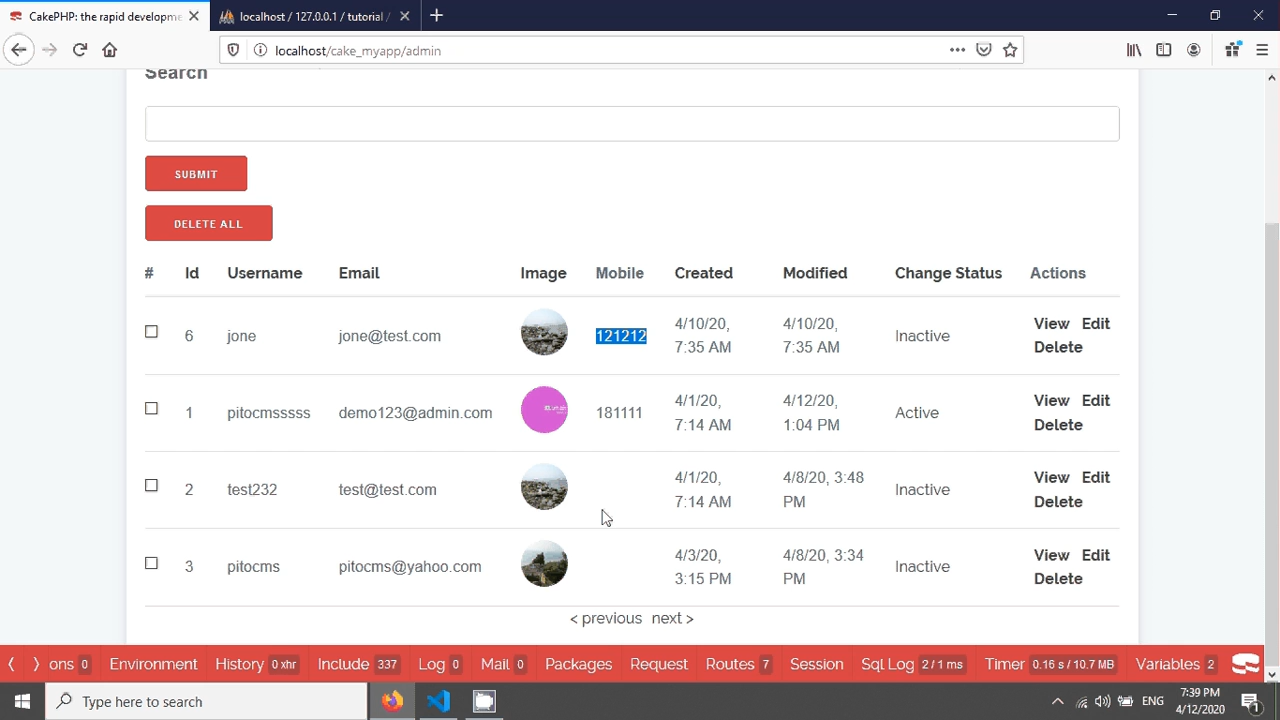 CakePHP: the rapid developme
localhost / 127.0.0.1 / tutorial /
localhost/cake_myapp/admin
Search
SUBMIT
DELETE ALL
# Id Username Email Image Mobile Created Modified Change Status Actions
6 jone jone@test.com 121212 4/10/20, 7:35 AM 4/10/20, 7:35 AM Inactive View Edit Delete
1 pitocmsssss demo123@admin.com 181111 4/1/20, 7:14 AM 4/12/20, 1:04 PM Active View Edit Delete
2 test232 test@test.com 4/1/20, 7:14 AM 4/8/20, 3:48 PM Inactive View Edit Delete
3 pitocms pitocms@yahoo.com 4/3/20, 3:15 PM 4/8/20, 3:34 PM Inactive View Edit Delete
< previous next >
ons 0 Environment History 0 xhr Include 337 Log 0 Mail 0 Packages Request Routes 7 Session Sql Log 2 / 1 ms Timer 0.16 s / 10.7 MB Variables 2
Type here to search
ENG
7:39 PM
4/12/2020
1